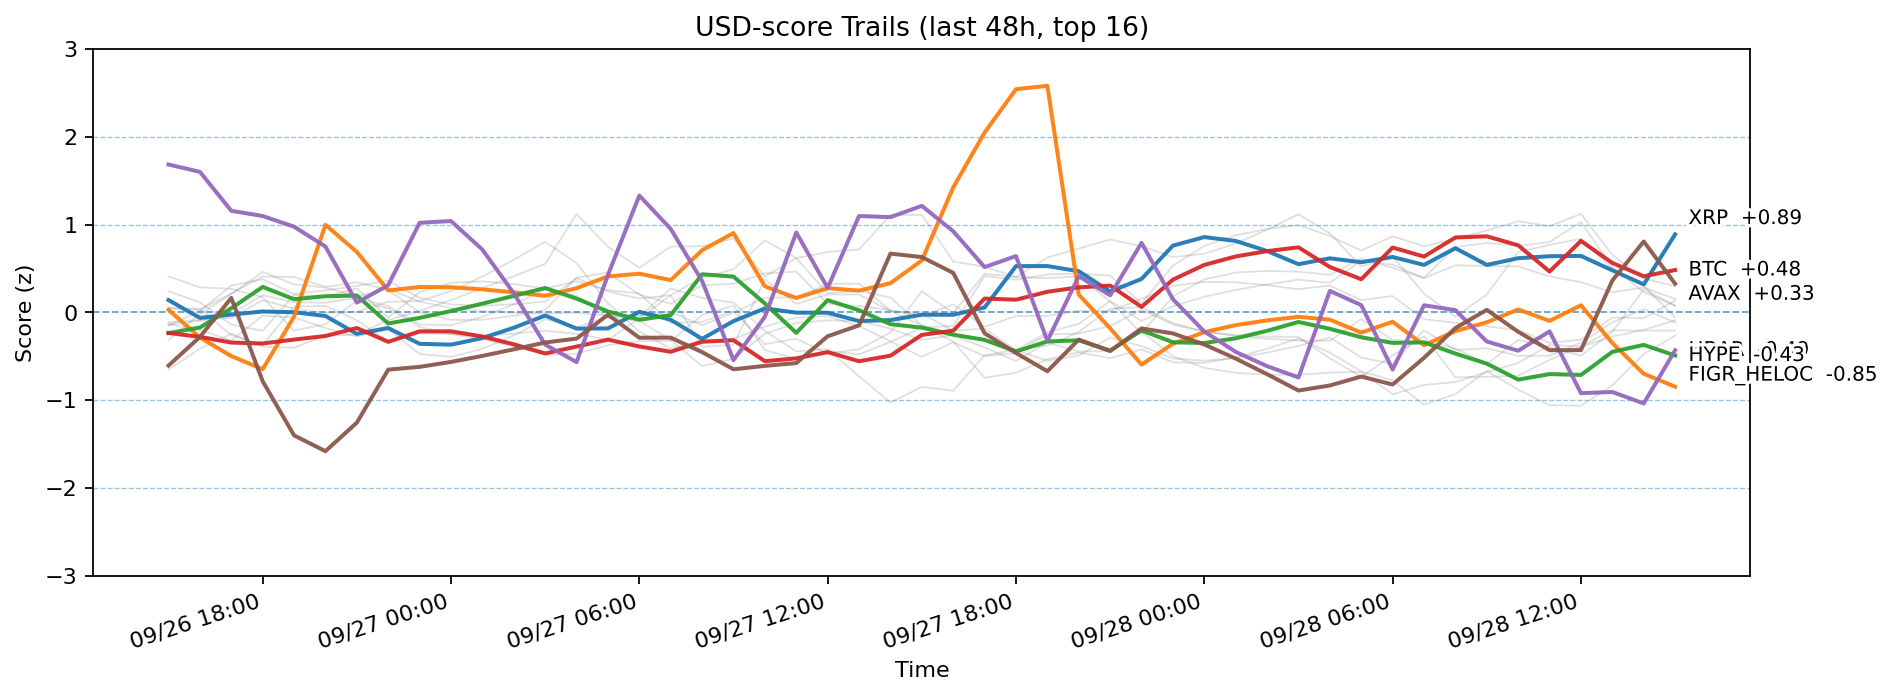 USD-score Trails (last 48h, top 16)
Score (z)
3
2
1
0
−1
−2
−3
XRP +0.89
BTC +0.48
AVAX +0.33
HYPE -0.43
FIGR_HELOC -0.85
09/26 18:00
09/27 00:00
09/27 06:00
09/27 12:00
09/27 18:00
09/28 00:00
09/28 06:00
09/28 12:00
Time